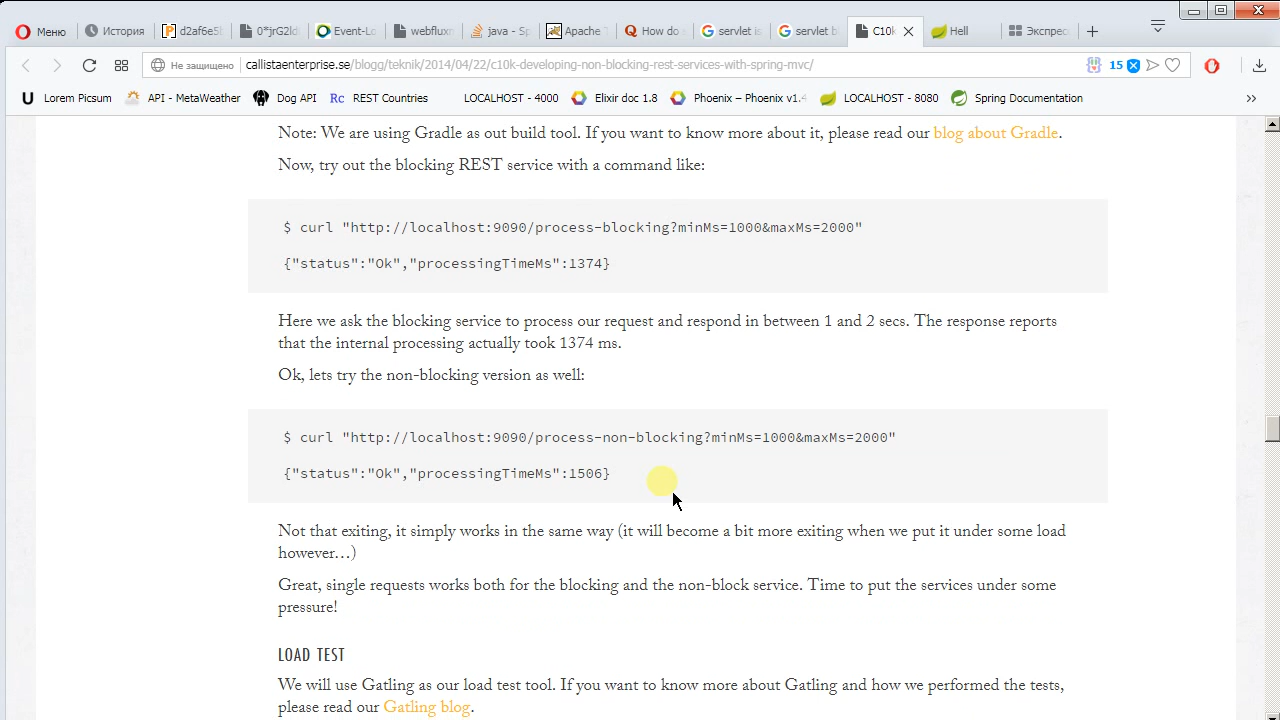 Меню
История
d2af6e5
0*jrG2ld
Event-Lo
webfluxm
java - Sp
Apache T
How do
servlet is
servlet b
C10k
Hell
Экспрес
Не защищено
callistaenterprise.se/blogg/teknik/2014/04/22/c10k-developing-non-blocking-rest-services-with-spring-mvc/
15
Lorem Picsum
API - MetaWeather
Dog API
Rc REST Countries
LOCALHOST - 4000
Elixir doc 1.8
Phoenix – Phoenix v1.4
LOCALHOST - 8080
Spring Documentation
Note: We are using Gradle as out build tool. If you want to know more about it, please read our blog about Gradle.
Now, try out the blocking REST service with a command like:
$ curl "http://localhost:9090/process-blocking?minMs=1000&maxMs=2000"
{"status":"Ok","processingTimeMs":1374}
Here we ask the blocking service to process our request and respond in between 1 and 2 secs. The response reports
that the internal processing actually took 1374 ms.
Ok, lets try the non-blocking version as well:
$ curl "http://localhost:9090/process-non-blocking?minMs=1000&maxMs=2000"
{"status":"Ok","processingTimeMs":1506}
Not that exiting, it simply works in the same way (it will become a bit more exiting when we put it under some load
however…)
Great, single requests works both for the blocking and the non-block service. Time to put the services under some
pressure!
LOAD TEST
We will use Gatling as our load test tool. If you want to know more about Gatling and how we performed the tests,
please read our Gatling blog.